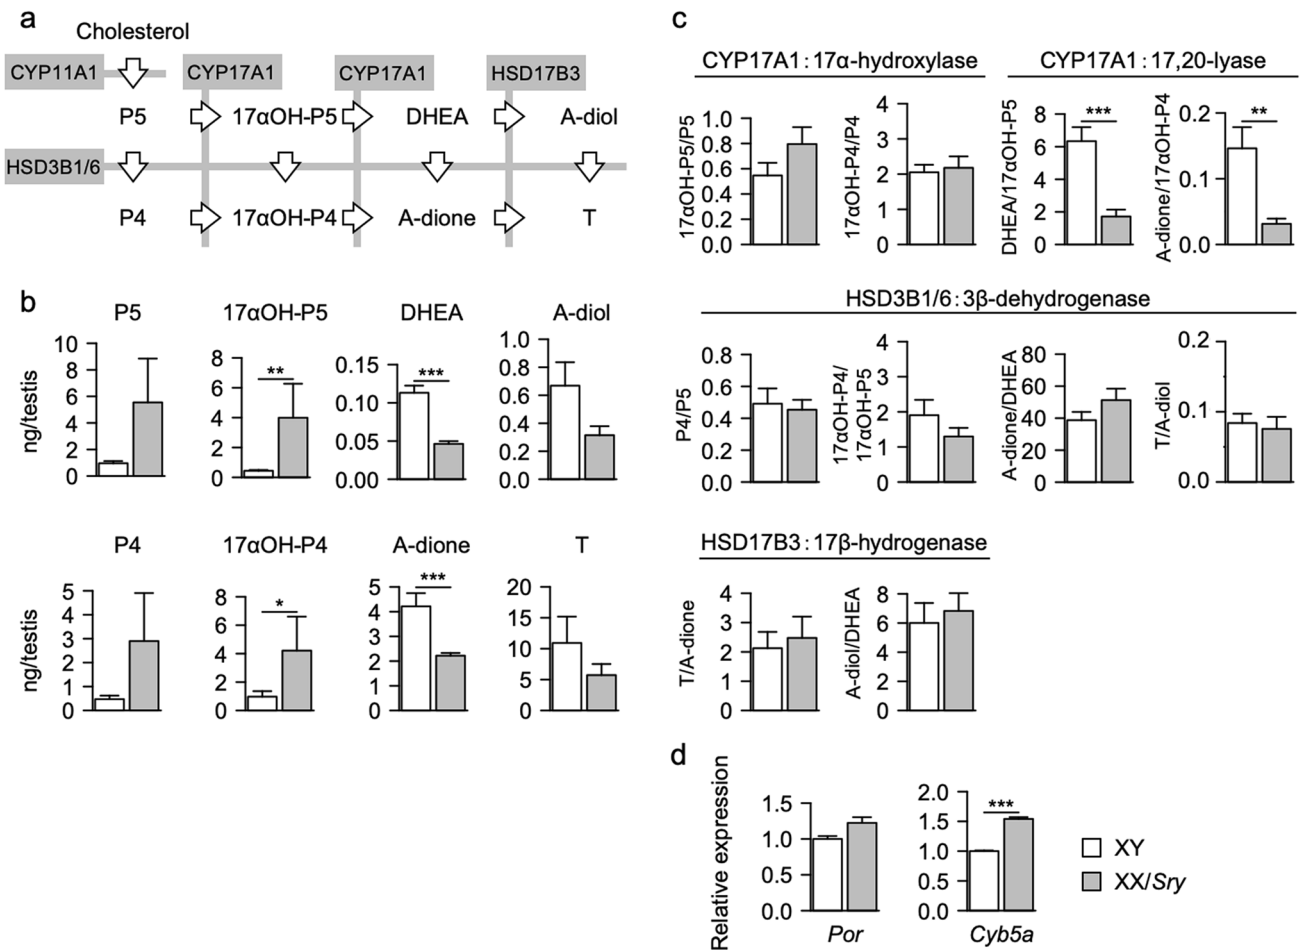 a
Cholesterol
CYP11A1
CYP17A1
CYP17A1
HSD17B3
P5
17αOH-P5
DHEA
A-diol
HSD3B1/6
P4
17αOH-P4
A-dione
T
b
P5
17αOH-P5
DHEA
A-diol
ng/testis
10
8
6
4
2
0
8
6
4
2
0
**
0.15
0.10
0.05
0.00
***
1.0
0.8
0.6
0.4
0.2
0.0
P4
17αOH-P4
A-dione
T
ng/testis
5
4
3
2
1
0
8
6
4
2
0
*
5
4
3
2
1
0
***
20
15
10
5
0
c
CYP17A1 : 17α-hydroxylase
CYP17A1 : 17,20-lyase
17αOH-P5/P5
1.0
0.8
0.6
0.4
0.2
0.0
17αOH-P4/P4
4
3
2
1
0
DHEA/17αOH-P5
8
6
4
2
0
***
A-dione/17αOH-P4
0.2
0.1
0.0
**
HSD3B1/6 : 3β-dehydrogenase
P4/P5
0.8
0.6
0.4
0.2
0.0
17αOH-P4/
17αOH-P5
4
3
2
1
0
A-dione/DHEA
80
60
40
20
0
T/A-diol
0.2
0.1
0.0
HSD17B3 : 17β-hydrogenase
T/A-dione
4
3
2
1
0
A-diol/DHEA
8
6
4
2
0
d
Relative expression
1.5
1.0
0.5
0.0
Por
2.0
1.5
1.0
0.5
0.0
***
Cyb5a
XY
XX/Sry